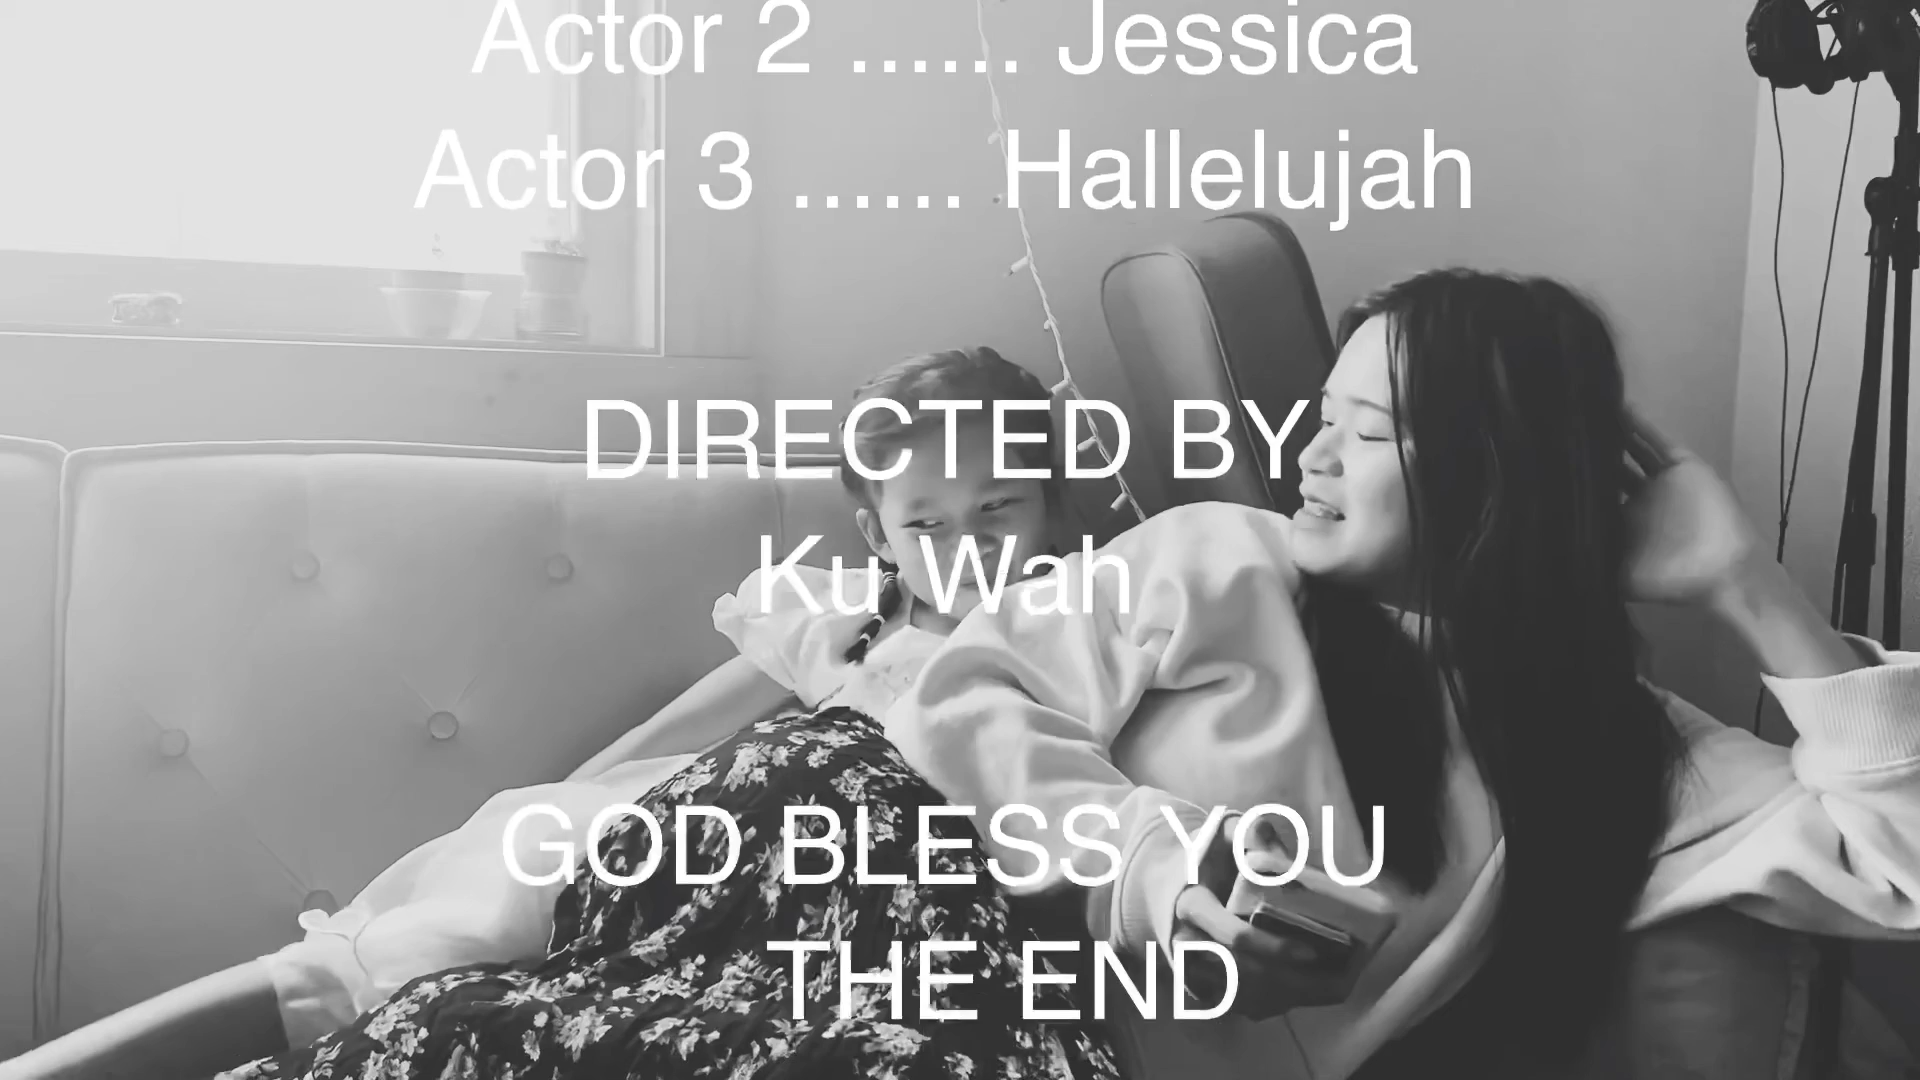 Actor 2 ...... Jessica
Actor 3 ...... Hallelujah
DIRECTED BY
Ku Wah
GOD BLESS YOU
THE END